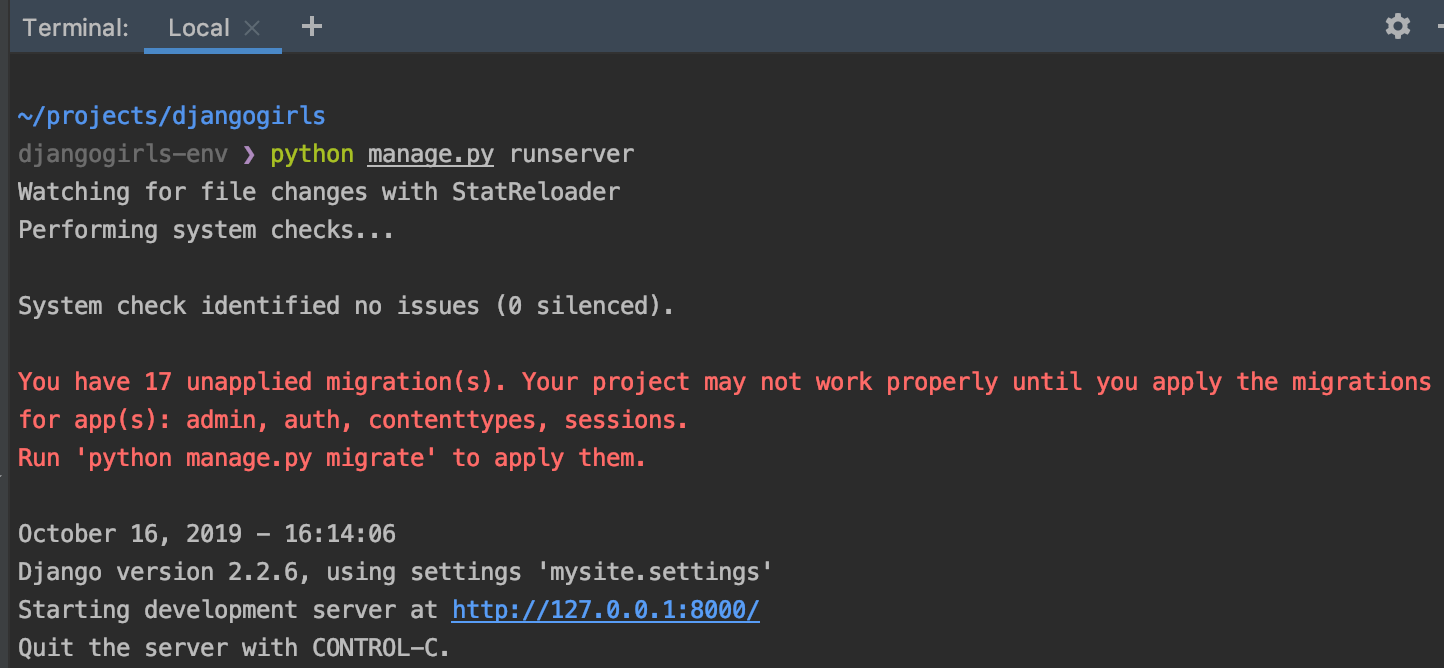 Terminal: Local × +
~/projects/djangogirls
djangogirls-env ❯ python manage.py runserver
Watching for file changes with StatReloader
Performing system checks...
System check identified no issues (0 silenced).
You have 17 unapplied migration(s). Your project may not work properly until you apply the migrations
for app(s): admin, auth, contenttypes, sessions.
Run 'python manage.py migrate' to apply them.
October 16, 2019 - 16:14:06
Django version 2.2.6, using settings 'mysite.settings'
Starting development server at http://127.0.0.1:8000/
Quit the server with CONTROL-C.